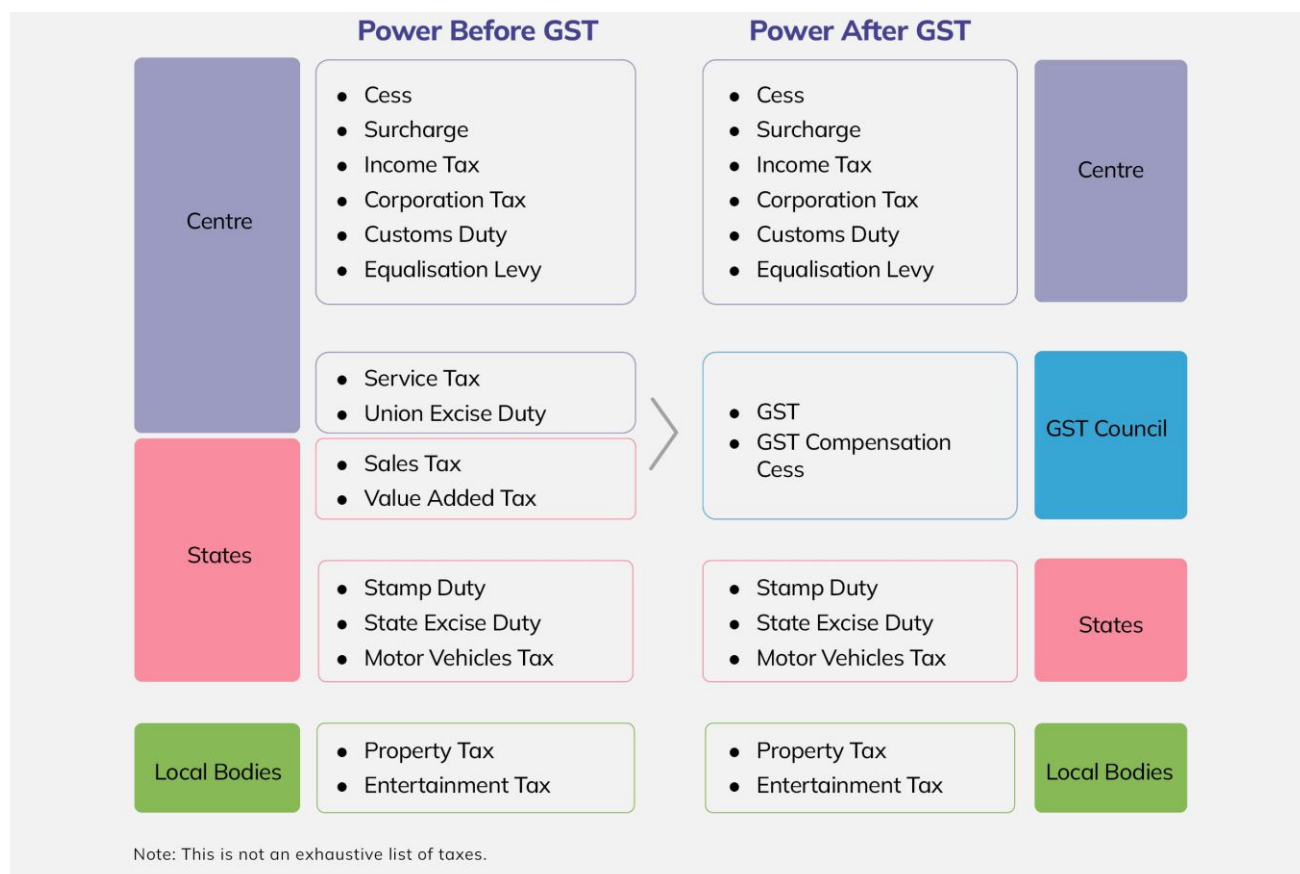 Power Before GST
Power After GST
Centre
● Cess
● Surcharge
● Income Tax
● Corporation Tax
● Customs Duty
● Equalisation Levy
● Cess
● Surcharge
● Income Tax
● Corporation Tax
● Customs Duty
● Equalisation Levy
Centre
● Service Tax
● Union Excise Duty
States
● Sales Tax
● Value Added Tax
● GST
● GST Compensation
Cess
GST Council
● Stamp Duty
● State Excise Duty
● Motor Vehicles Tax
● Stamp Duty
● State Excise Duty
● Motor Vehicles Tax
States
Local Bodies
● Property Tax
● Entertainment Tax
● Property Tax
● Entertainment Tax
Local Bodies
Note: This is not an exhaustive list of taxes.